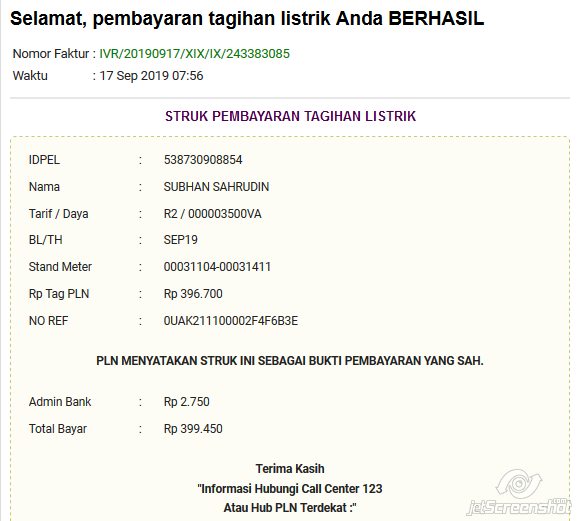 Selamat, pembayaran tagihan listrik Anda BERHASIL
Nomor Faktur : IVR/20190917/XIX/IX/243383085
Waktu : 17 Sep 2019 07:56
STRUK PEMBAYARAN TAGIHAN LISTRIK
IDPEL : 538730908854
Nama : SUBHAN SAHRUDIN
Tarif / Daya : R2 / 000003500VA
BL/TH : SEP19
Stand Meter : 00031104-00031411
Rp Tag PLN : Rp 396.700
NO REF : 0UAK211100002F4F6B3E
PLN MENYATAKAN STRUK INI SEBAGAI BUKTI PEMBAYARAN YANG SAH.
Admin Bank : Rp 2.750
Total Bayar : Rp 399.450
Terima Kasih
"Informasi Hubungi Call Center 123
Atau Hub PLN Terdekat :"
jetScreenshot.com